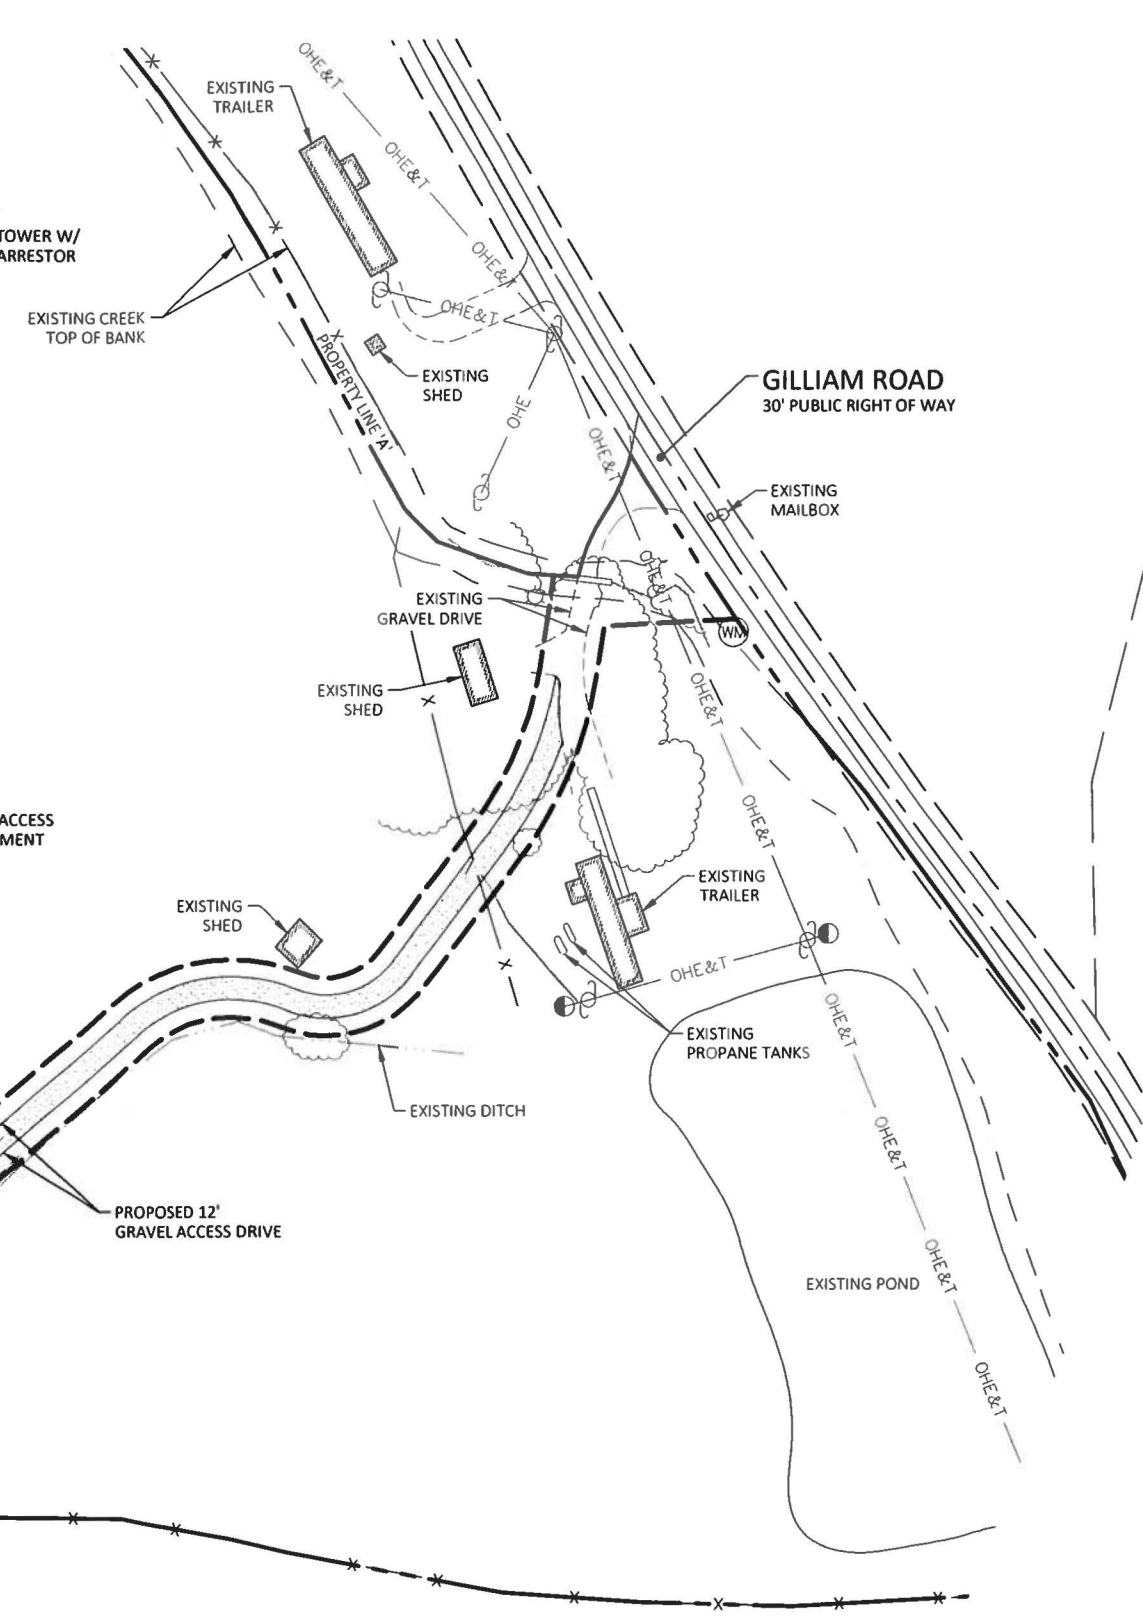 OHE&T
EXISTING
TRAILER
OHE&T
TOWER W/
ARRESTOR
OHE&T
EXISTING CREEK
TOP OF BANK
OHE&T
PROPERTY LINE 'A'
EXISTING
SHED
GILLIAM ROAD
30' PUBLIC RIGHT OF WAY
OHE
OHE&T
EXISTING
MAILBOX
OHE&T
EXISTING
GRAVEL DRIVE
WM
EXISTING
SHED
OHE&T
ACCESS
MENT
OHE&T
EXISTING
TRAILER
EXISTING
SHED
OHE&T
OHE&T
EXISTING
PROPANE TANKS
EXISTING DITCH
OHE&T
PROPOSED 12'
GRAVEL ACCESS DRIVE
OHE&T
EXISTING POND
OHE&T